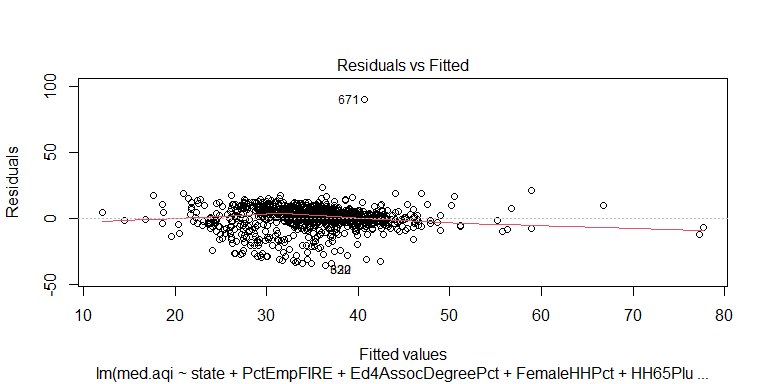 Residuals vs Fitted
100
671
50
Residuals
0
-50
10 20 30 40 50 60 70 80
Fitted values
lm(med.aqi ~ state + PctEmpFIRE + Ed4AssocDegreePct + FemaleHHPct + HH65Plu ...